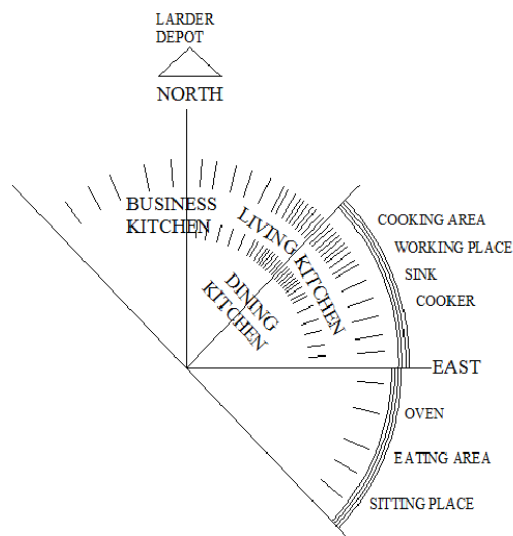 LARDER
DEPOT
NORTH
BUSINESS
KITCHEN
LIVING KITCHEN
DINING
KITCHEN
COOKING AREA
WORKING PLACE
SINK
COOKER
EAST
OVEN
EATING AREA
SITTING PLACE